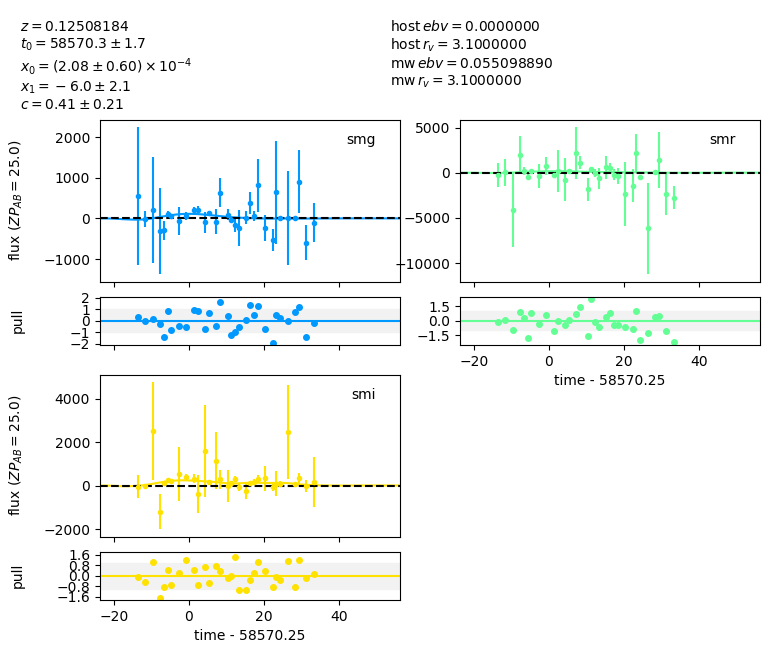 z = 0.12508184
t₀ = 58570.3 ± 1.7
x₀ = (2.08 ± 0.60) × 10⁻⁴
x₁ = −6.0 ± 2.1
c = 0.41 ± 0.21
host ebv = 0.0000000
host r_v = 3.1000000
mw ebv = 0.055098890
mw r_v = 3.1000000
smg
flux (ZP_AB = 25.0)
2000
1000
0
−1000
pull
2
1
0
−1
−2
smr
5000
0
−5000
−10000
1.5
0.0
−1.5
−20
0
20
40
time - 58570.25
smi
flux (ZP_AB = 25.0)
4000
2000
0
−2000
pull
1.6
0.8
0.0
−0.8
−1.6
−20
0
20
40
time - 58570.25